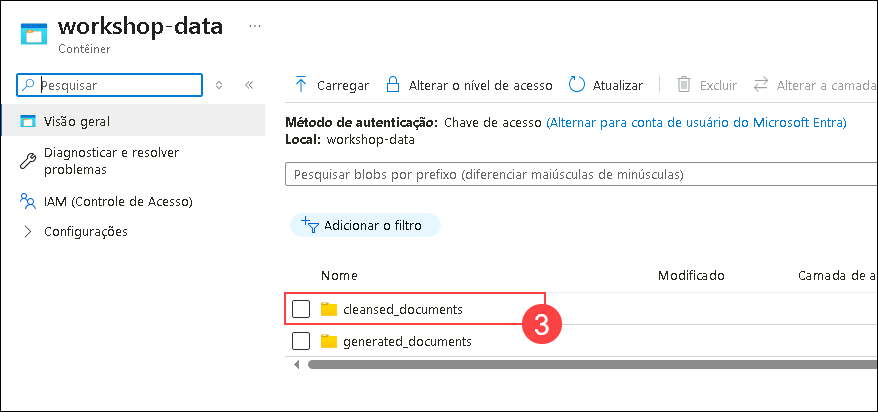 workshop-data ...
Contêiner
Pesquisar
Visão geral
Diagnosticar e resolver
problemas
IAM (Controle de Acesso)
Configurações
Carregar Alterar o nível de acesso Atualizar Excluir Alterar a camada
Método de autenticação: Chave de acesso (Alternar para conta de usuário do Microsoft Entra)
Local: workshop-data
Pesquisar blobs por prefixo (diferenciar maiúsculas de minúsculas)
Adicionar o filtro
Nome Modificado Camada de a
cleansed_documents
3
generated_documents